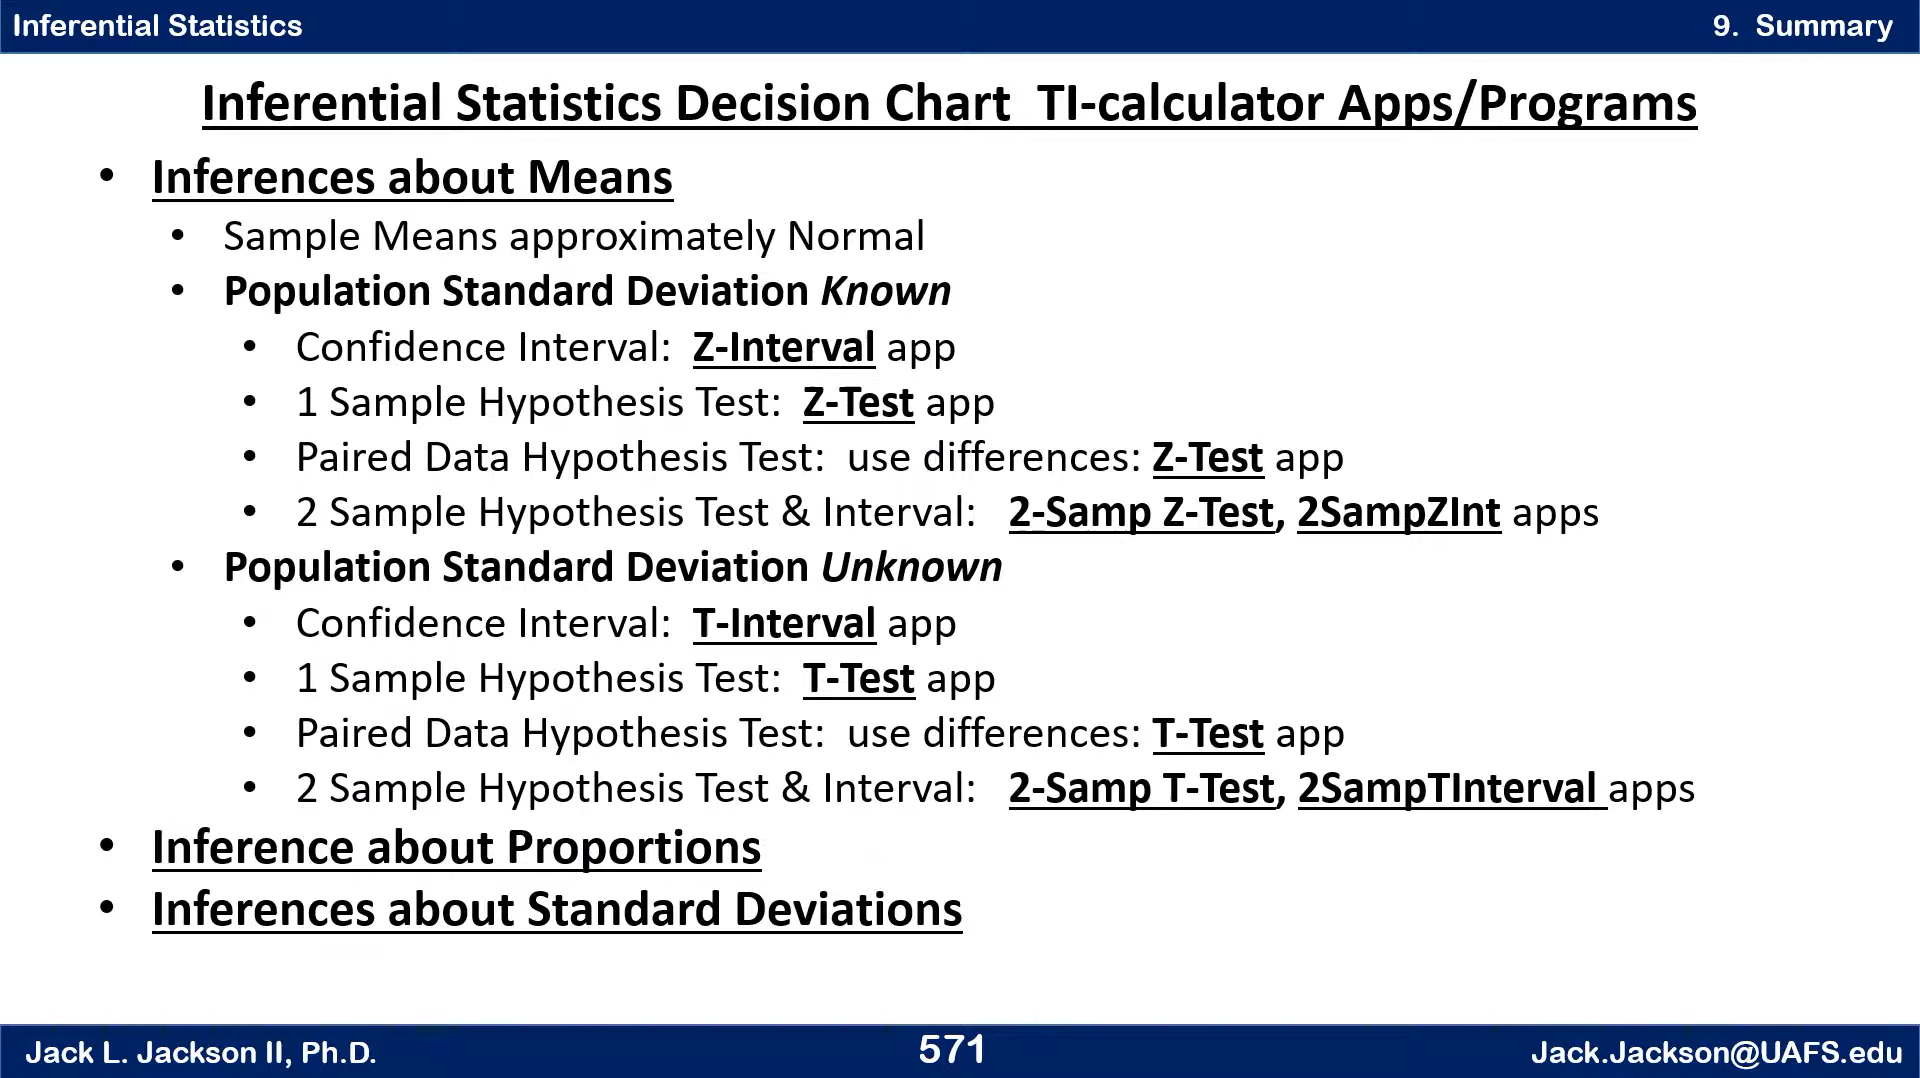 Inferential Statistics
9. Summary
Inferential Statistics Decision Chart TI-calculator Apps/Programs
• Inferences about Means
• Sample Means approximately Normal
• Population Standard Deviation Known
• Confidence Interval: Z-Interval app
• 1 Sample Hypothesis Test: Z-Test app
• Paired Data Hypothesis Test: use differences: Z-Test app
• 2 Sample Hypothesis Test & Interval: 2-Samp Z-Test, 2SampZInt apps
• Population Standard Deviation Unknown
• Confidence Interval: T-Interval app
• 1 Sample Hypothesis Test: T-Test app
• Paired Data Hypothesis Test: use differences: T-Test app
• 2 Sample Hypothesis Test & Interval: 2-Samp T-Test, 2SampTInterval apps
• Inference about Proportions
• Inferences about Standard Deviations
Jack L. Jackson II, Ph.D.
571
Jack.Jackson@UAFS.edu